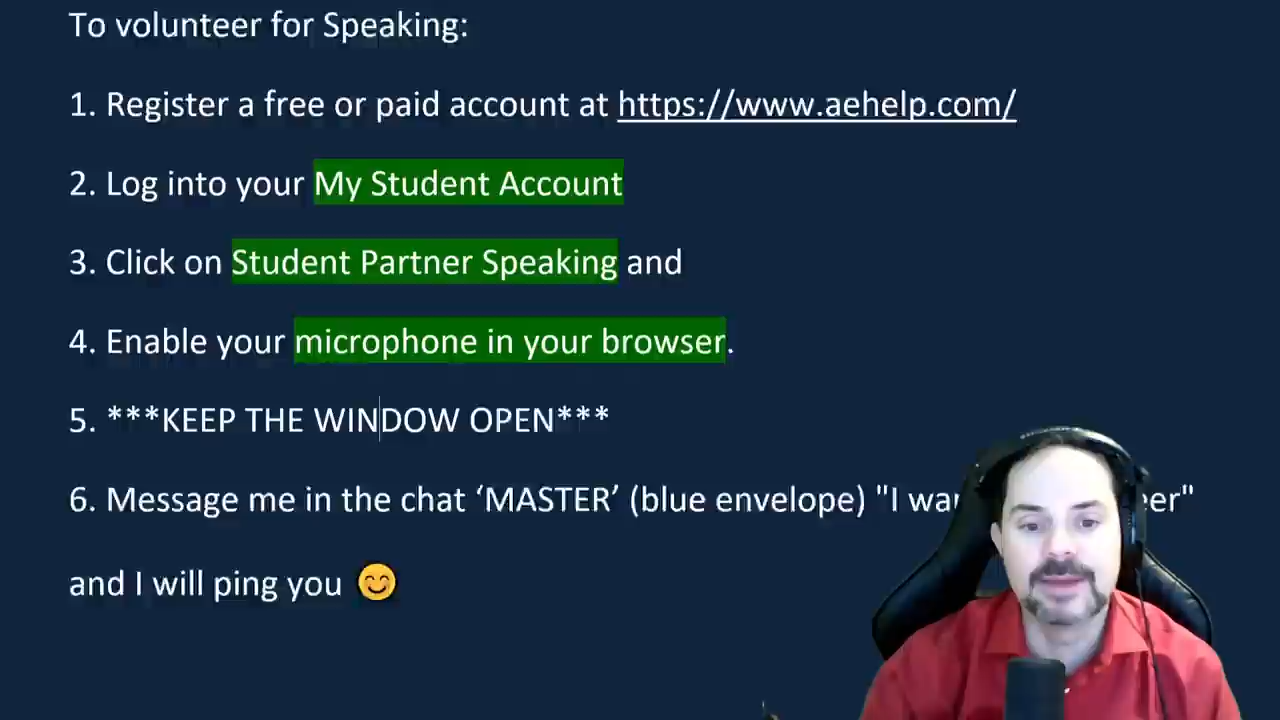 To volunteer for Speaking:
1. Register a free or paid account at https://www.aehelp.com/
2. Log into your My Student Account
3. Click on Student Partner Speaking and
4. Enable your microphone in your browser.
5. ***KEEP THE WINDOW OPEN***
6. Message me in the chat ‘MASTER’ (blue envelope) "I
and I will ping you 😊